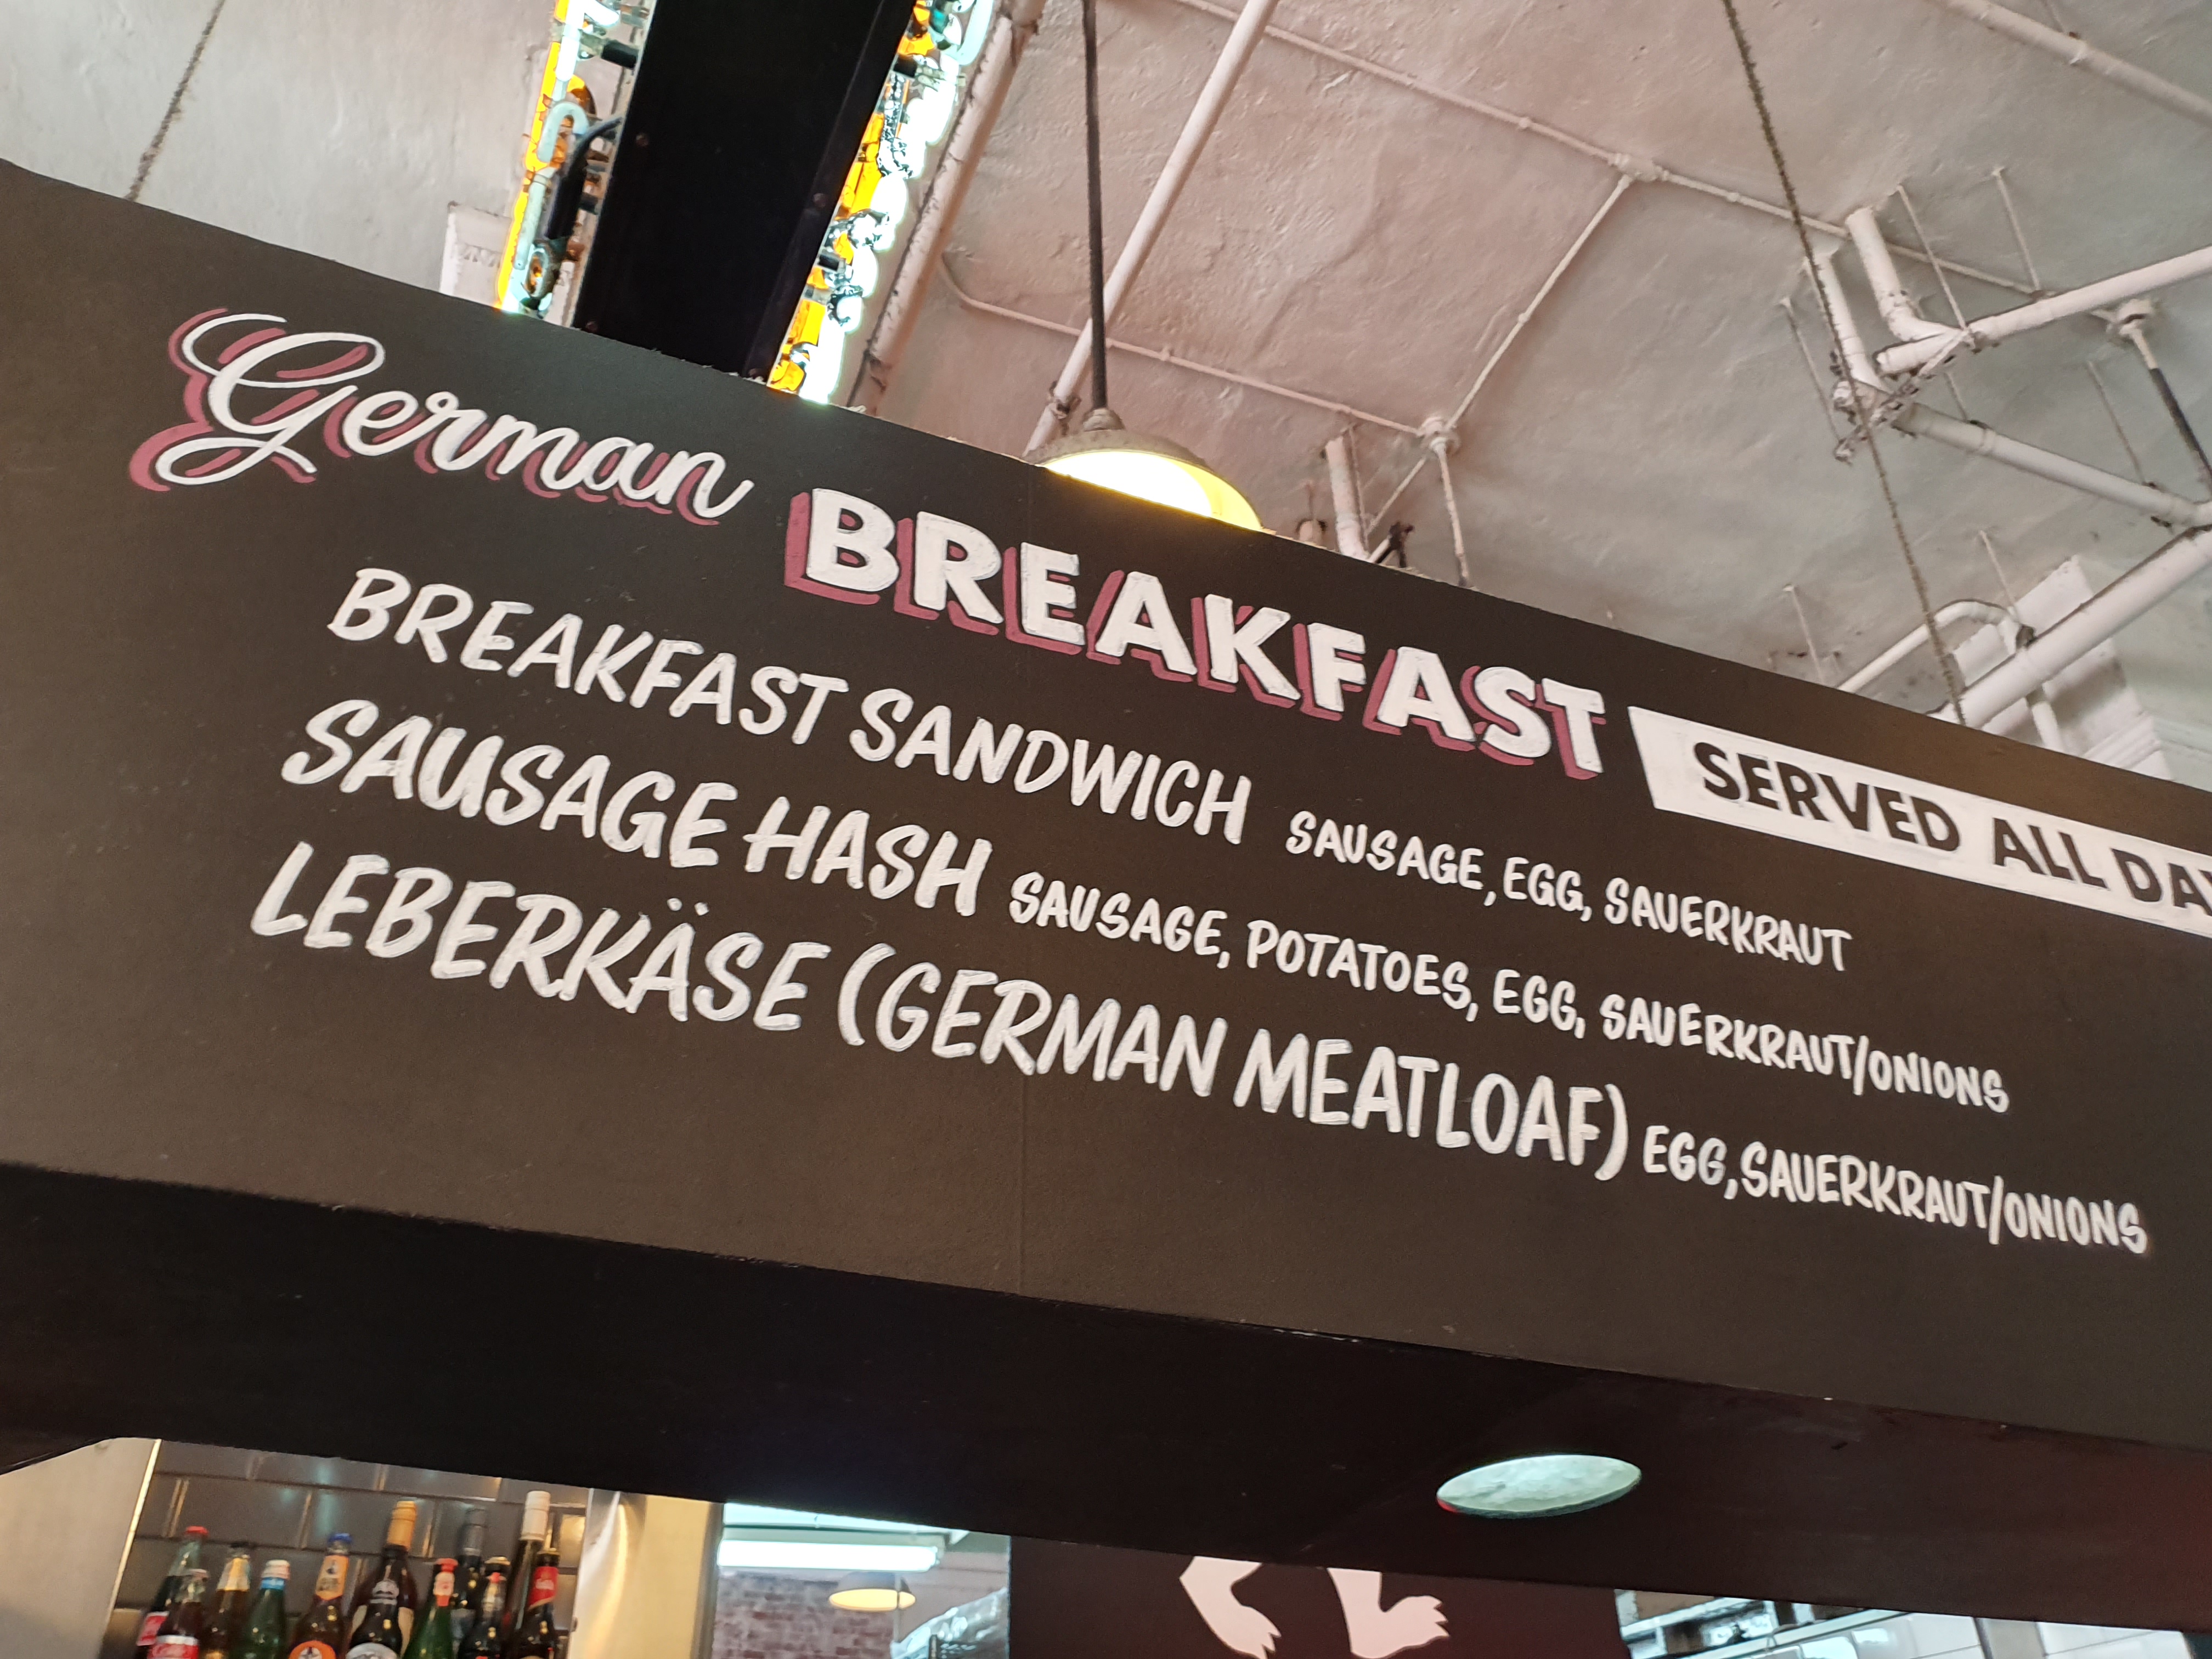 German BREAKFAST SERVED ALL DAY
BREAKFAST SANDWICH SAUSAGE, EGG, SAUERKRAUT
SAUSAGE HASH SAUSAGE, POTATOES, EGG, SAUERKRAUT/ONIONS
LEBERKÄSE (GERMAN MEATLOAF) EGG, SAUERKRAUT/ONIONS